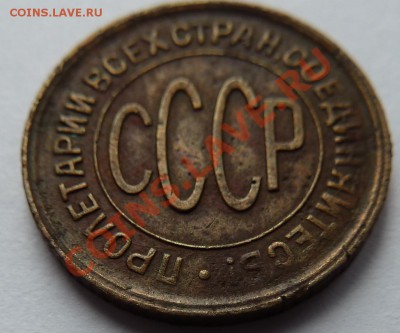 COINS.LAVE.RU
ПРОЛЕТАРИИ ВСЕХ СТРАН, СОЕДИНЯЙТЕСЬ!
СССР
COINS.LAVE.RU